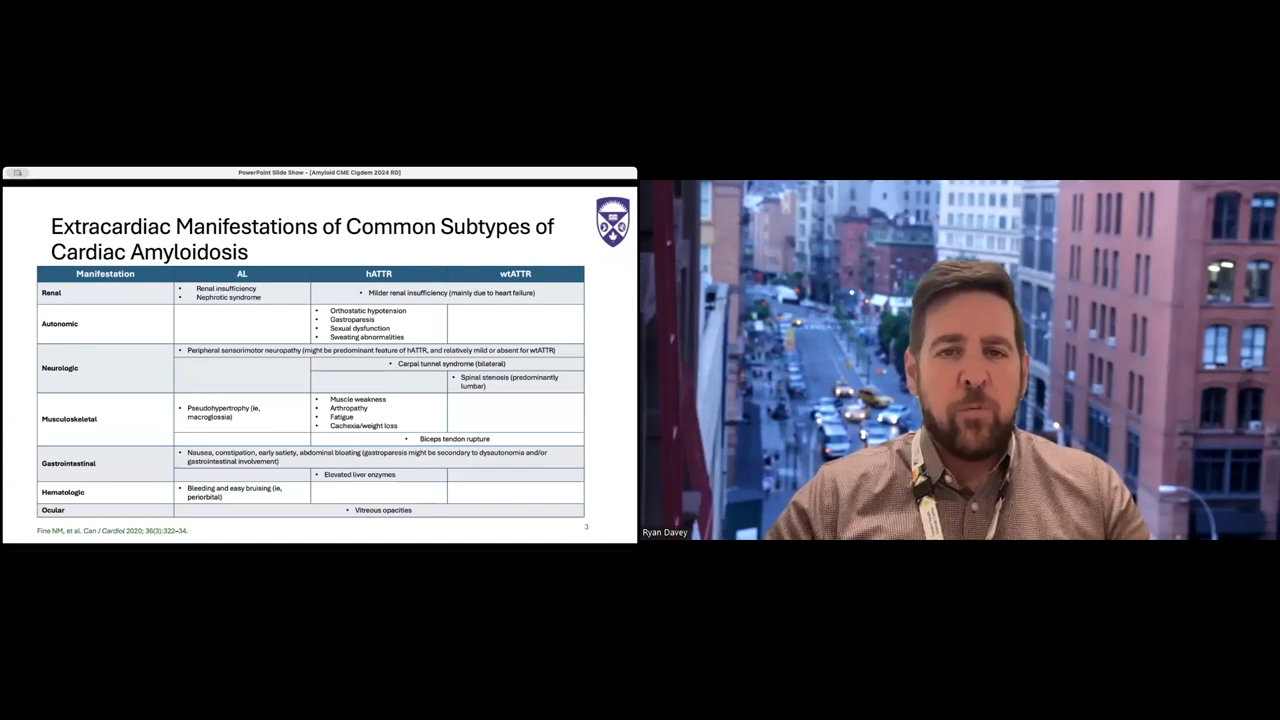 PowerPoint Slide Show - [Amyloid CME Cigdem 2024 RD]
Extracardiac Manifestations of Common Subtypes of
Cardiac Amyloidosis
Manifestation AL hATTR wtATTR
Renal
• Renal insufficiency
• Nephrotic syndrome
• Milder renal insufficiency (mainly due to heart failure)
Autonomic
• Orthostatic hypotension
• Gastroparesis
• Sexual dysfunction
• Sweating abnormalities
Neurologic
• Peripheral sensorimotor neuropathy (might be predominant feature of hATTR, and relatively mild or absent for wtATTR)
• Carpal tunnel syndrome (bilateral)
• Spinal stenosis (predominantly
lumbar)
Musculoskeletal
• Pseudohypertrophy (ie,
macroglossia)
• Muscle weakness
• Arthropathy
• Fatigue
• Cachexia/weight loss
• Biceps tendon rupture
Gastrointestinal
• Nausea, constipation, early satiety, abdominal bloating (gastroparesis might be secondary to dysautonomia and/or
gastrointestinal involvement)
• Elevated liver enzymes
Hematologic
• Bleeding and easy bruising (ie,
periorbital)
Ocular
• Vitreous opacities
Fine NM, et al. Can J Cardiol 2020; 36(3):322–34.
3
Ryan Davey